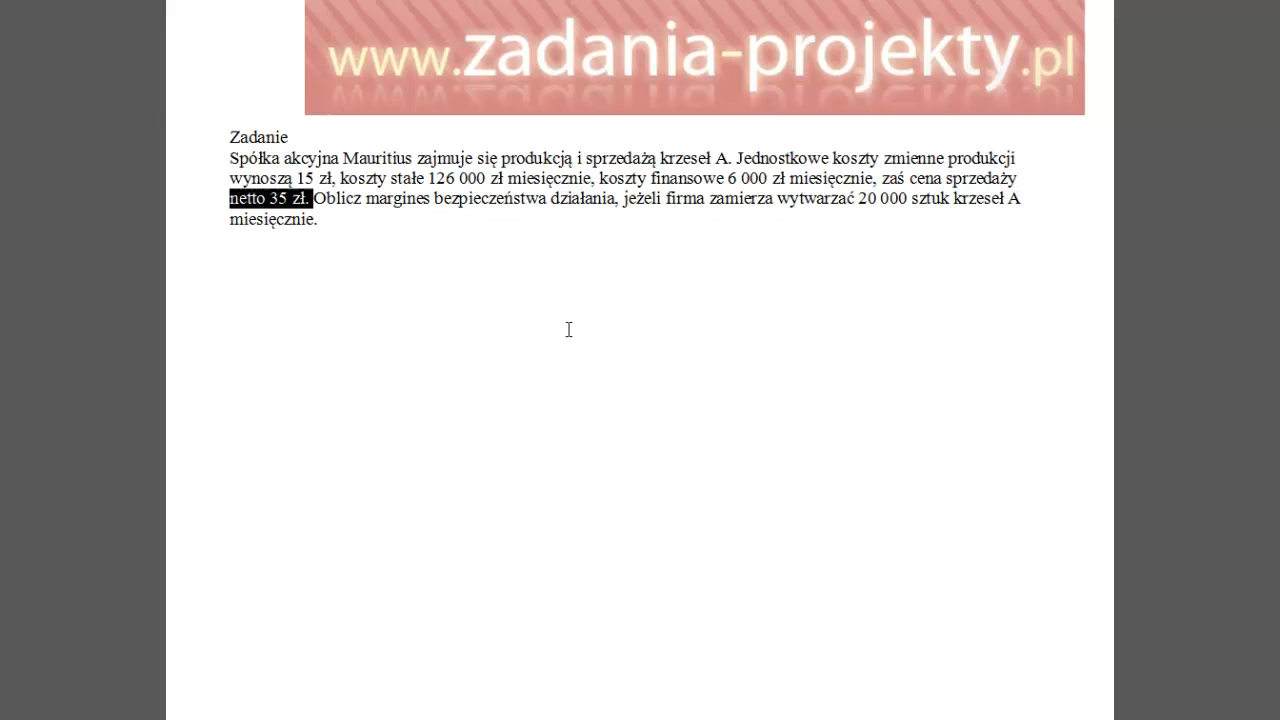 www.zadania-projekty.pl
Zadanie
Spółka akcyjna Mauritius zajmuje się produkcją i sprzedażą krzeseł A. Jednostkowe koszty zmienne produkcji
wynoszą 15 zł, koszty stałe 126 000 zł miesięcznie, koszty finansowe 6 000 zł miesięcznie, zaś cena sprzedaży
netto 35 zł. Oblicz margines bezpieczeństwa działania, jeżeli firma zamierza wytwarzać 20 000 sztuk krzeseł A
miesięcznie.